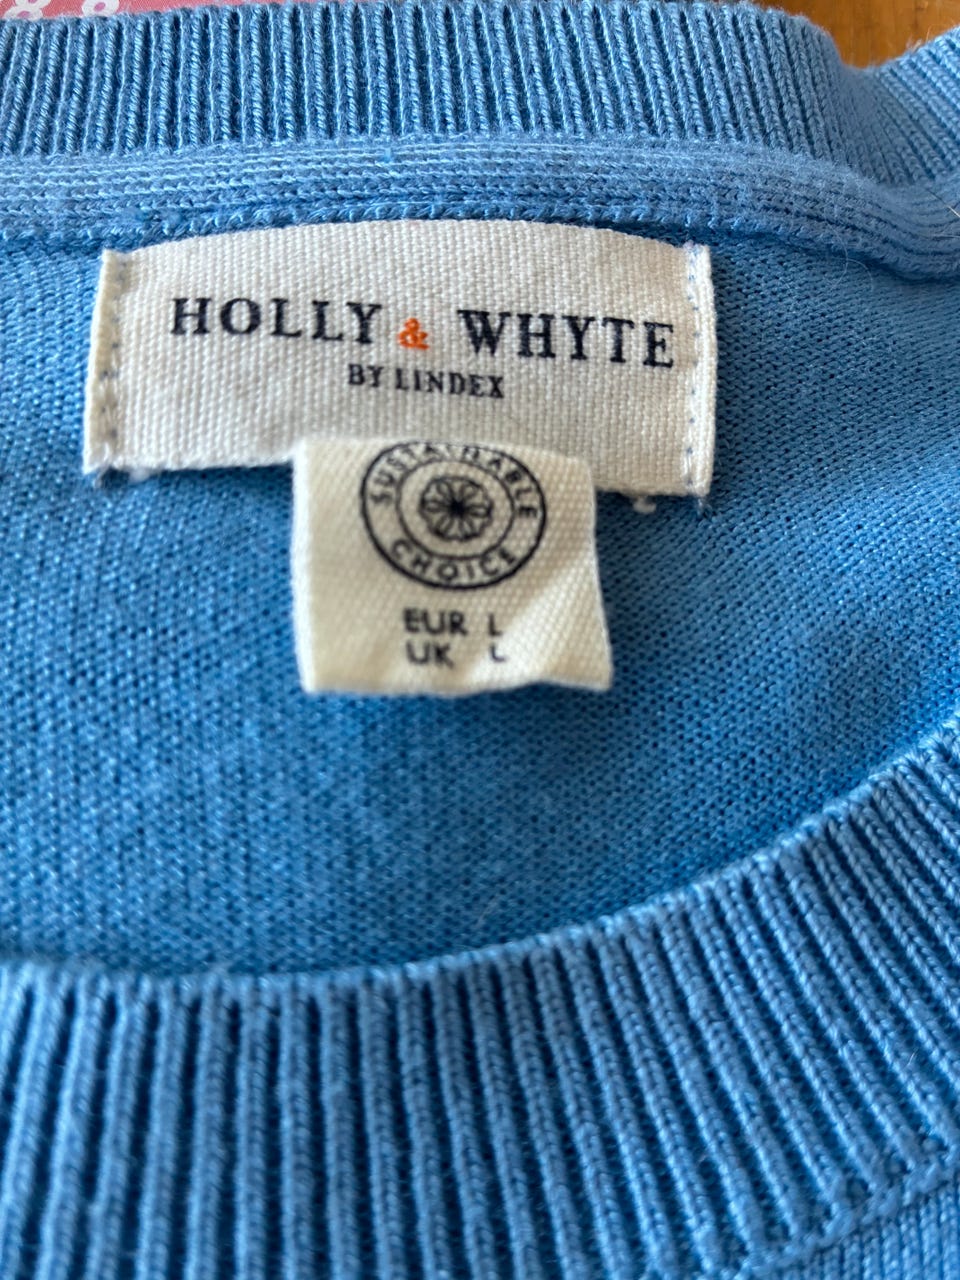 HOLLY & WHYTE
BY LINDEX
SUSTAINABLE
CHOICE
EUR L
UK L